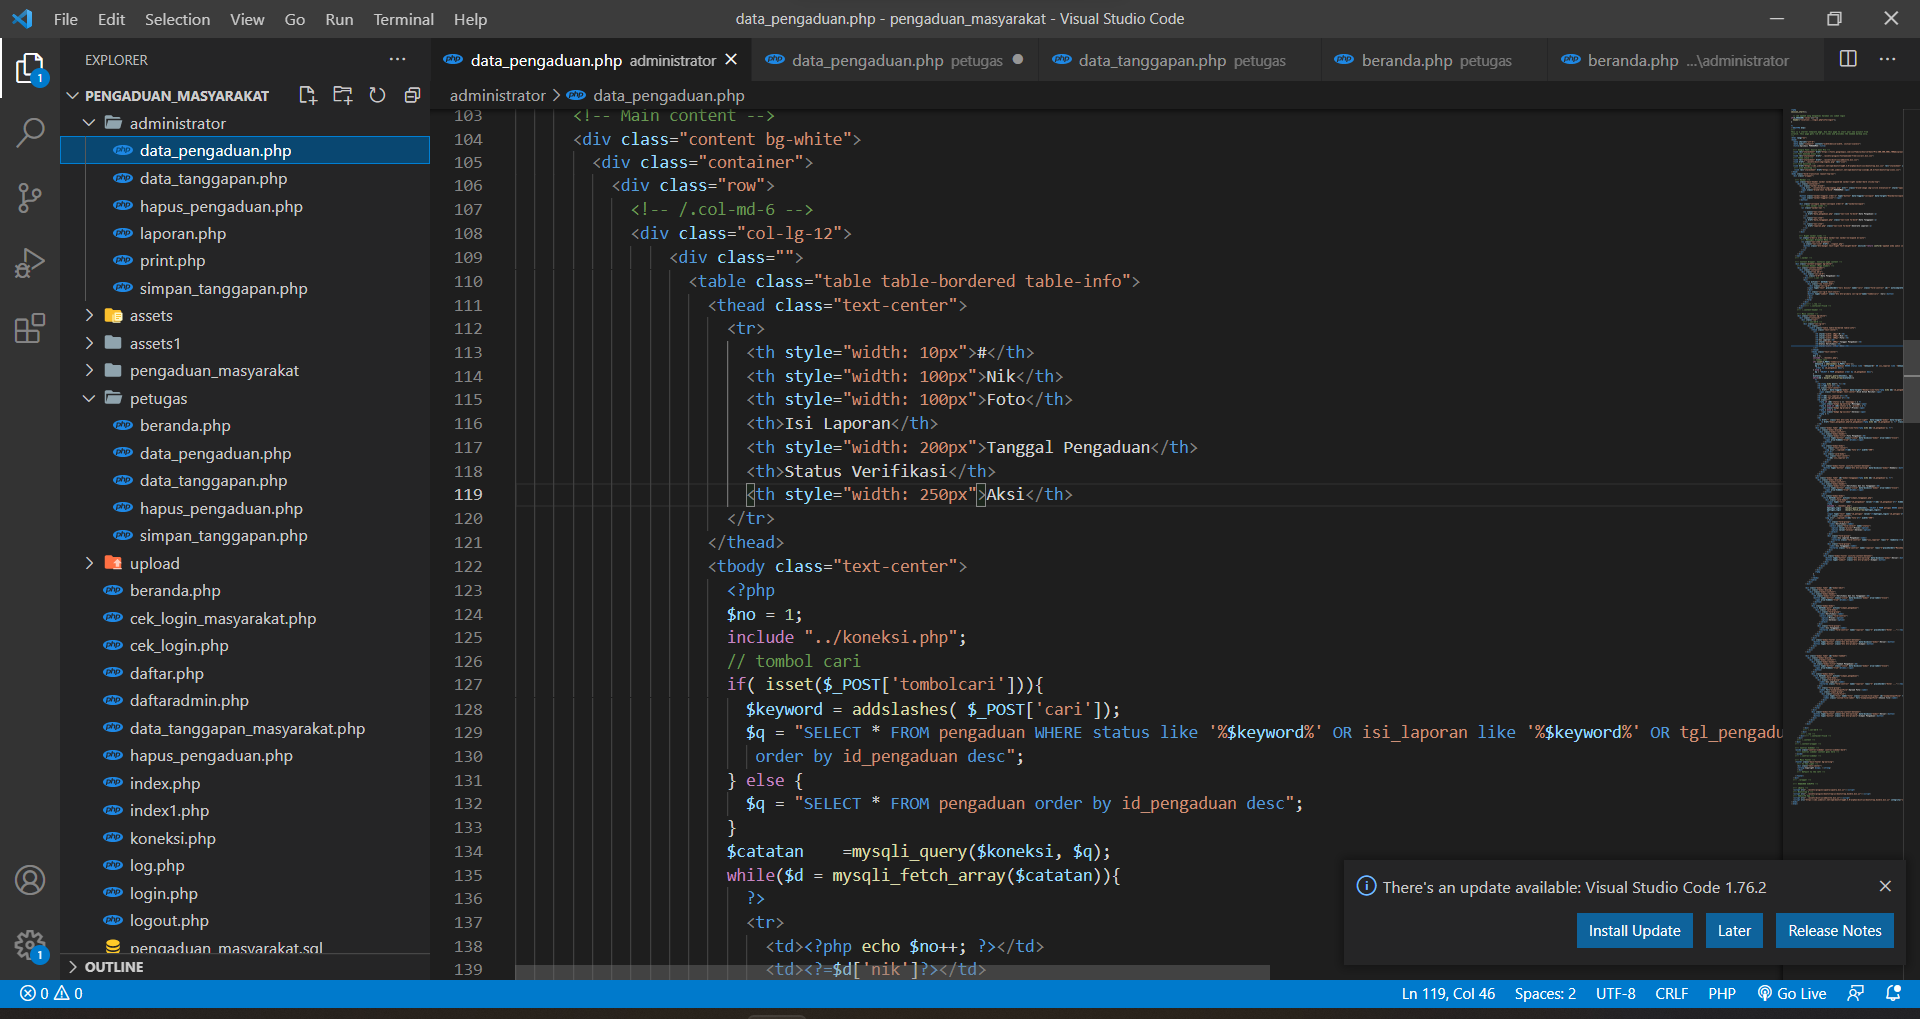 File Edit Selection View Go Run Terminal Help
data_pengaduan.php - pengaduan_masyarakat - Visual Studio Code
EXPLORER
PENGADUAN_MASYARAKAT
administrator
data_pengaduan.php
data_tanggapan.php
hapus_pengaduan.php
laporan.php
print.php
simpan_tanggapan.php
assets
assets1
pengaduan_masyarakat
petugas
beranda.php
data_pengaduan.php
data_tanggapan.php
hapus_pengaduan.php
simpan_tanggapan.php
upload
beranda.php
cek_login_masyarakat.php
cek_login.php
daftar.php
daftaradmin.php
data_tanggapan_masyarakat.php
hapus_pengaduan.php
index.php
index1.php
koneksi.php
log.php
login.php
logout.php
pengaduan_masyarakat.sql
OUTLINE
1
1
data_pengaduan.php administrator
data_pengaduan.php petugas
data_tanggapan.php petugas
beranda.php petugas
beranda.php ...\administrator
administrator > data_pengaduan.php
103 <!-- Main content -->
104 <div class="content bg-white">
105 <div class="container">
106 <div class="row">
107 <!-- /.col-md-6 -->
108 <div class="col-lg-12">
109 <div class="">
110 <table class="table table-bordered table-info">
111 <thead class="text-center">
112 <tr>
113 <th style="width: 10px">#</th>
114 <th style="width: 100px">Nik</th>
115 <th style="width: 100px">Foto</th>
116 <th>Isi Laporan</th>
117 <th style="width: 200px">Tanggal Pengaduan</th>
118 <th>Status Verifikasi</th>
119 <th style="width: 250px">Aksi</th>
120 </tr>
121 </thead>
122 <tbody class="text-center">
123 <?php
124 $no = 1;
125 include "../koneksi.php";
126 // tombol cari
127 if( isset($_POST['tombolcari'])){
128 $keyword = addslashes( $_POST['cari']);
129 $q = "SELECT * FROM pengaduan WHERE status like '%$keyword%' OR isi_laporan like '%$keyword%' OR tgl_pengadu
130 order by id_pengaduan desc";
131 } else {
132 $q = "SELECT * FROM pengaduan order by id_pengaduan desc";
133 }
134 $catatan    =mysqli_query($koneksi, $q);
135 while($d = mysqli_fetch_array($catatan)){
136 ?>
137 <tr>
138 <td><?php echo $no++; ?></td>
139 <td><?=$d['nik']?></td>
There's an update available: Visual Studio Code 1.76.2
Install Update Later Release Notes
0 0 Ln 119, Col 46 Spaces: 2 UTF-8 CRLF PHP Go Live